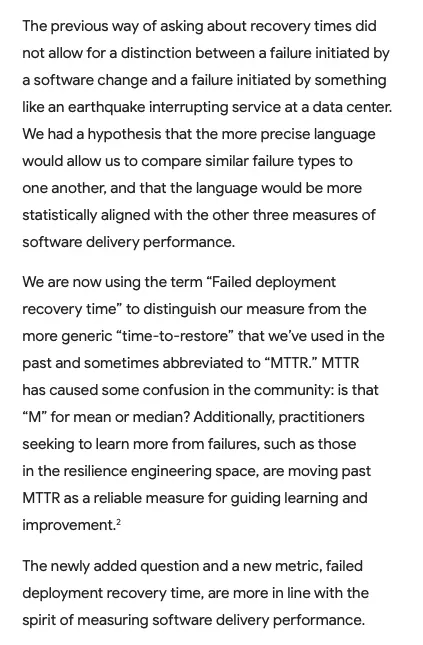 The previous way of asking about recovery times did
not allow for a distinction between a failure initiated by
a software change and a failure initiated by something
like an earthquake interrupting service at a data center.
We had a hypothesis that the more precise language
would allow us to compare similar failure types to
one another, and that the language would be more
statistically aligned with the other three measures of
software delivery performance.
We are now using the term “Failed deployment
recovery time” to distinguish our measure from the
more generic “time-to-restore” that we’ve used in the
past and sometimes abbreviated to “MTTR.” MTTR
has caused some confusion in the community: is that
“M” for mean or median? Additionally, practitioners
seeking to learn more from failures, such as those
in the resilience engineering space, are moving past
MTTR as a reliable measure for guiding learning and
improvement.²
The newly added question and a new metric, failed
deployment recovery time, are more in line with the
spirit of measuring software delivery performance.